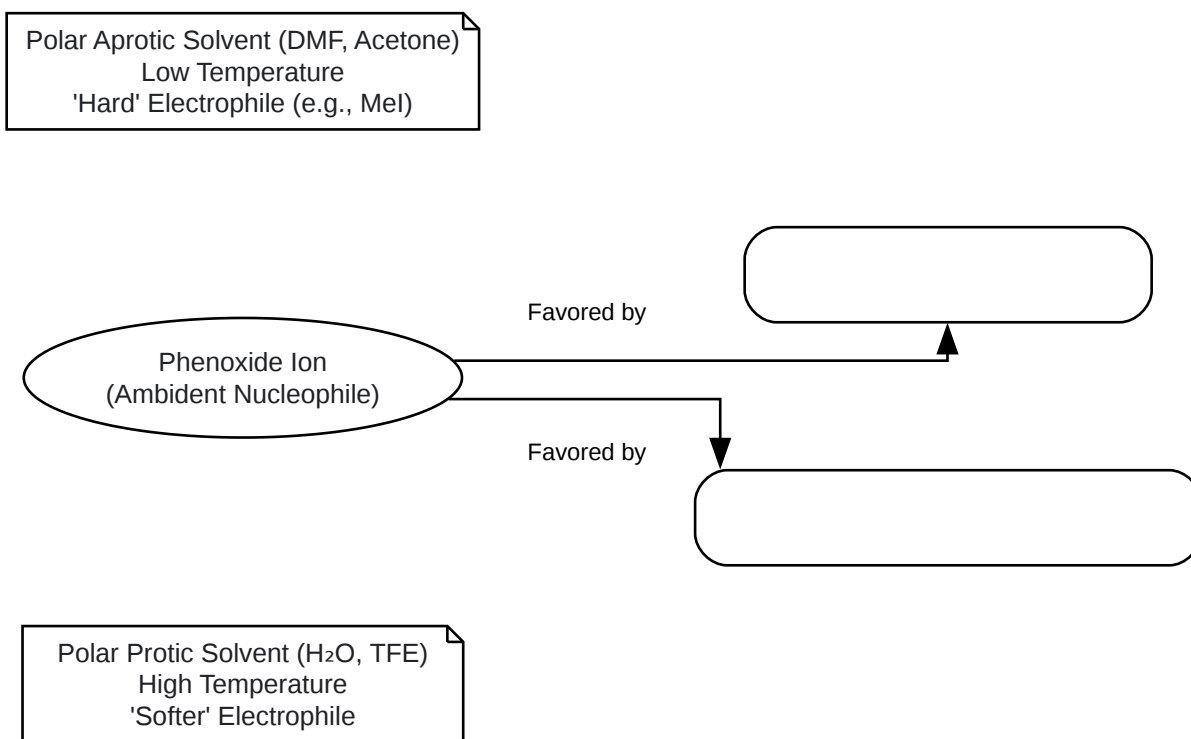 Polar Aprotic Solvent (DMF, Acetone)
Low Temperature
'Hard' Electrophile (e.g., MeI)
Favored by
Phenoxide Ion
(Ambident Nucleophile)
Favored by
Polar Protic Solvent (H₂O, TFE)
High Temperature
'Softer' Electrophile